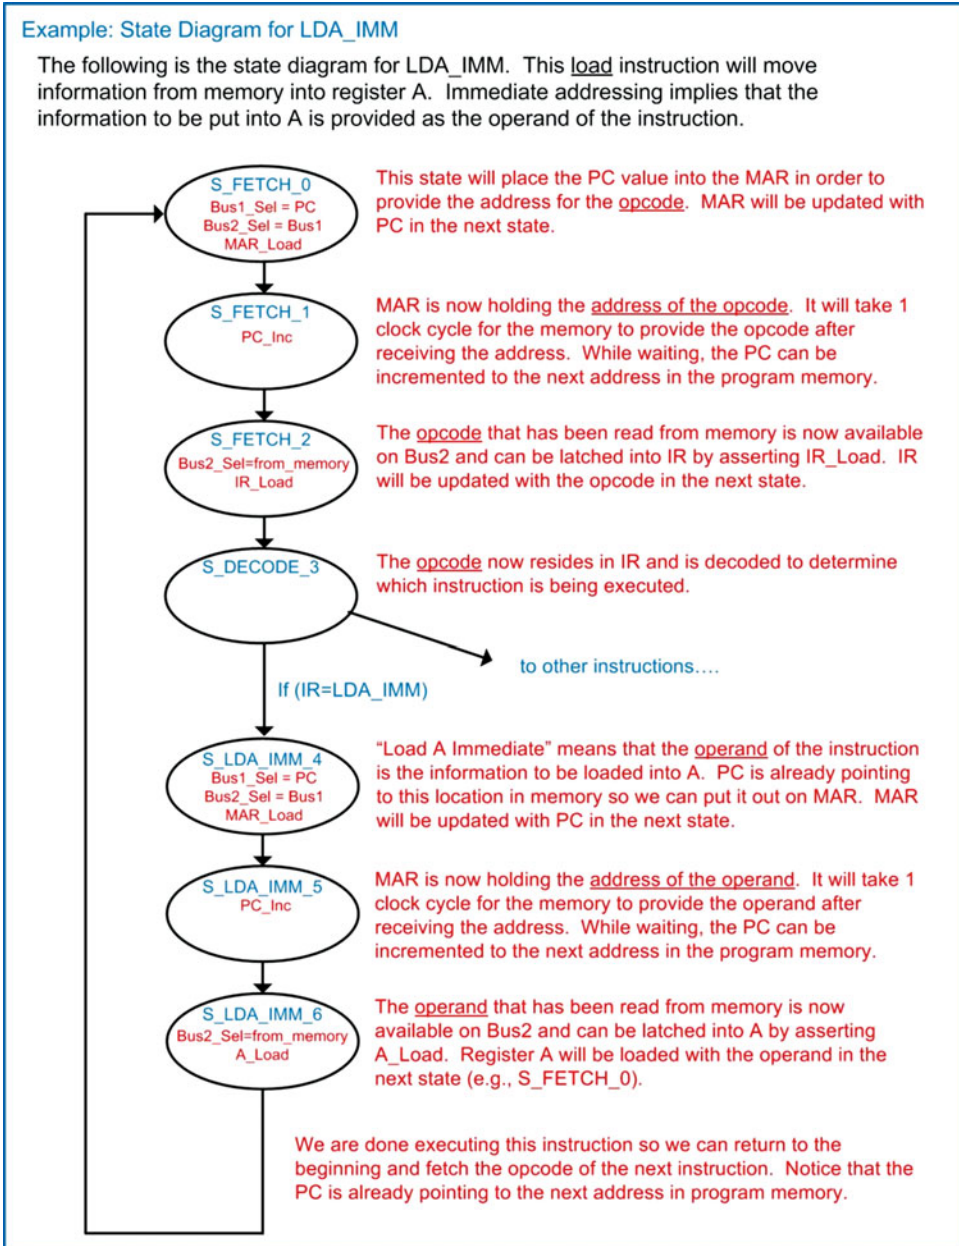 Example: State Diagram for LDA_IMM
The following is the state diagram for LDA_IMM. This load instruction will move
information from memory into register A. Immediate addressing implies that the
information to be put into A is provided as the operand of the instruction.
S_FETCH_0
Bus1_Sel = PC
Bus2_Sel = Bus1
MAR_Load
This state will place the PC value into the MAR in order to
provide the address for the opcode. MAR will be updated with
PC in the next state.
S_FETCH_1
PC_Inc
MAR is now holding the address of the opcode. It will take 1
clock cycle for the memory to provide the opcode after
receiving the address. While waiting, the PC can be
incremented to the next address in the program memory.
S_FETCH_2
Bus2_Sel=from_memory
IR_Load
The opcode that has been read from memory is now available
on Bus2 and can be latched into IR by asserting IR_Load. IR
will be updated with the opcode in the next state.
S_DECODE_3
The opcode now resides in IR and is decoded to determine
which instruction is being executed.
to other instructions....
If (IR=LDA_IMM)
S_LDA_IMM_4
Bus1_Sel = PC
Bus2_Sel = Bus1
MAR_Load
“Load A Immediate” means that the operand of the instruction
is the information to be loaded into A. PC is already pointing
to this location in memory so we can put it out on MAR. MAR
will be updated with PC in the next state.
S_LDA_IMM_5
PC_Inc
MAR is now holding the address of the operand. It will take 1
clock cycle for the memory to provide the operand after
receiving the address. While waiting, the PC can be
incremented to the next address in the program memory.
S_LDA_IMM_6
Bus2_Sel=from_memory
A_Load
The operand that has been read from memory is now
available on Bus2 and can be latched into A by asserting
A_Load. Register A will be loaded with the operand in the
next state (e.g., S_FETCH_0).
We are done executing this instruction so we can return to the
beginning and fetch the opcode of the next instruction. Notice that the
PC is already pointing to the next address in program memory.